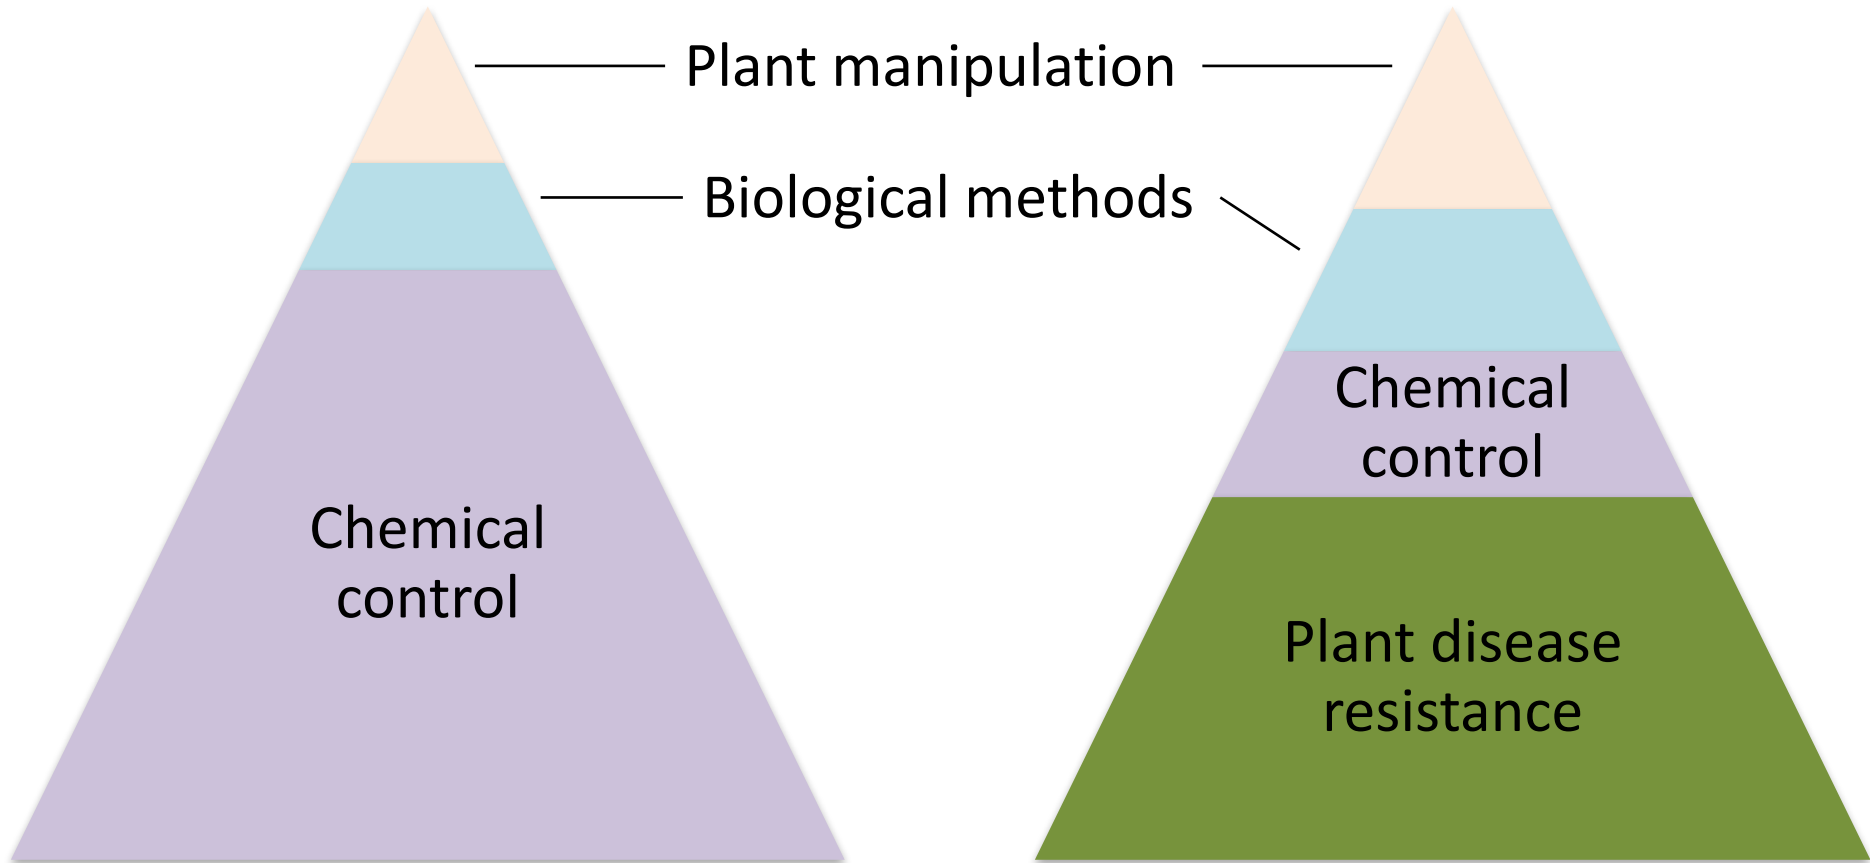 Plant manipulation
Biological methods
Chemical
control
Chemical
control
Plant disease
resistance